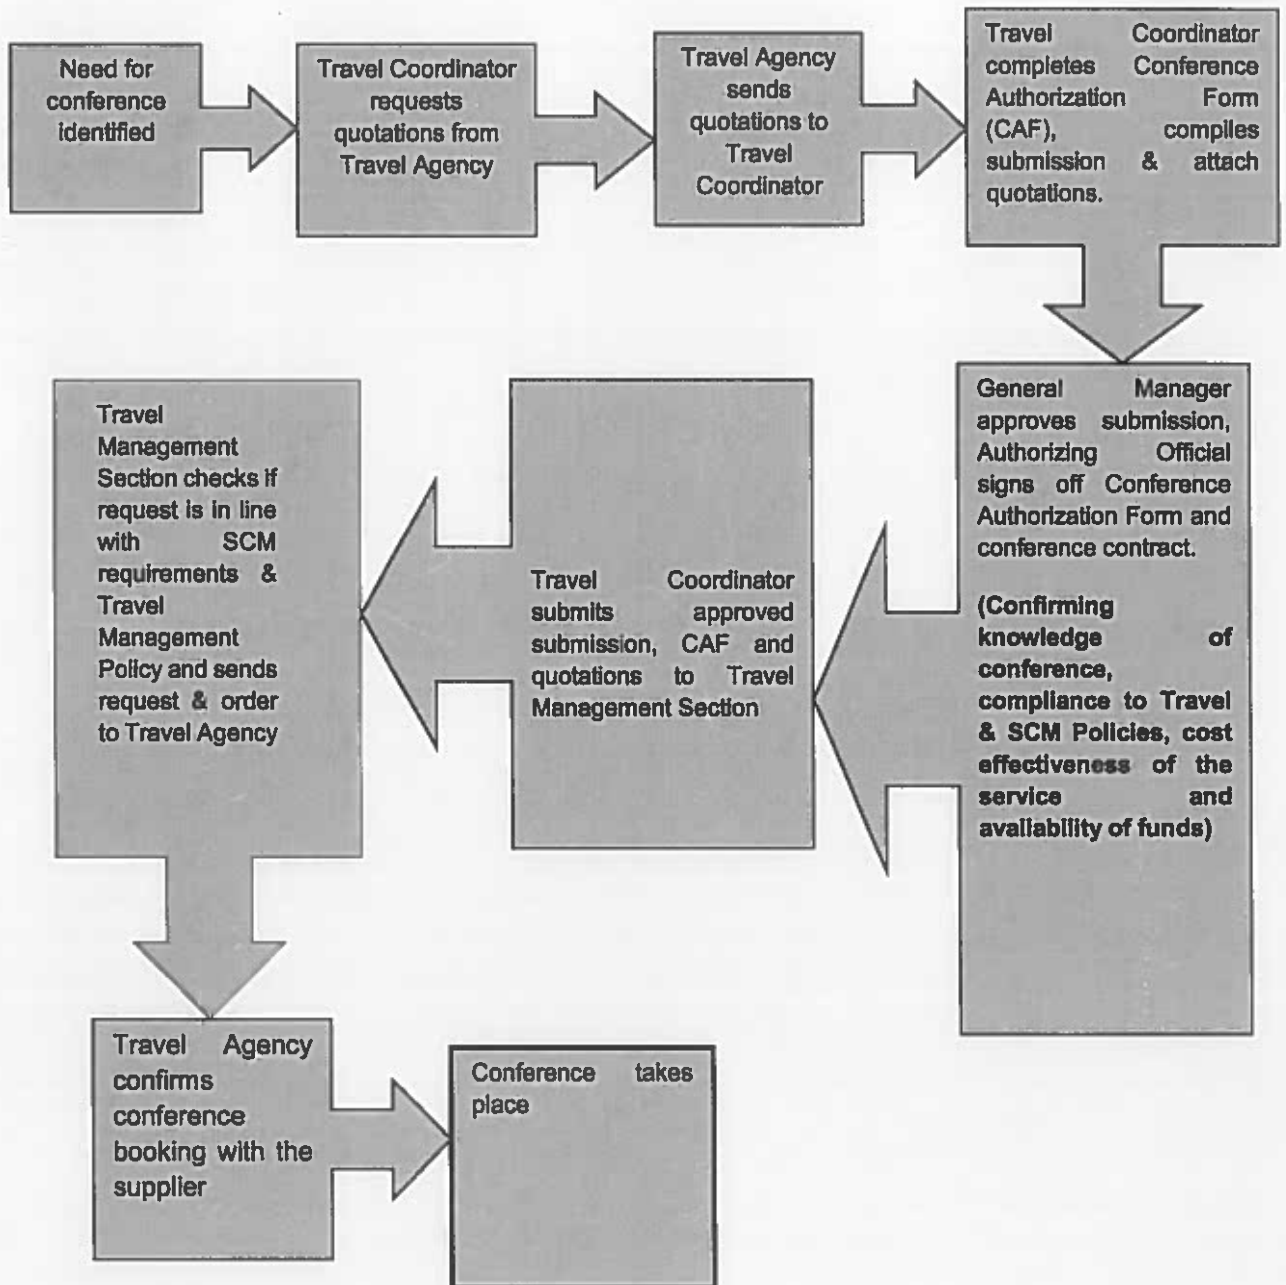 Need for
conference
identified
Travel Coordinator
requests
quotations from
Travel Agency
Travel Agency
sends
quotations to
Travel
Coordinator
Travel Coordinator
completes Conference
Authorization Form
(CAF), compiles
submission & attach
quotations.
General Manager
approves submission,
Authorizing Official
signs off Conference
Authorization Form and
conference contract.
(Confirming
knowledge of
conference,
compliance to Travel
& SCM Policies, cost
effectiveness of the
service and
availability of funds)
Travel Coordinator
submits approved
submission, CAF and
quotations to Travel
Management Section
Travel
Management
Section checks if
request is in line
with SCM
requirements &
Travel
Management
Policy and sends
request & order
to Travel Agency
Travel Agency
confirms
conference
booking with the
supplier
Conference takes
place